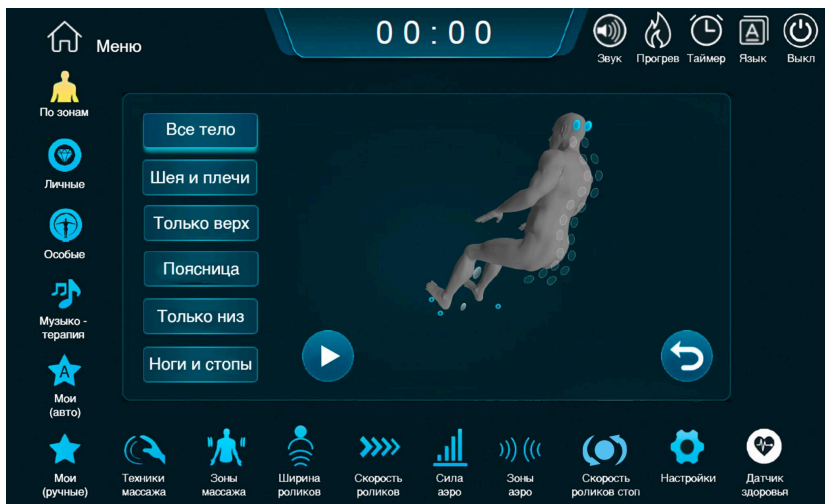 Меню
00:00
Звук
Прогрев
Таймер
A
Язык
Выкл
По зонам
Личные
Особые
Музыко -
терапия
A
Мои
(авто)
Мои
(ручные)
Все тело
Шея и плечи
Только верх
Поясница
Только низ
Ноги и стопы
Техники
массажа
Зоны
массажа
Ширина
роликов
Скорость
роликов
Сила
аэро
Зоны
аэро
Скорость
роликов стоп
Настройки
Датчик
здоровья